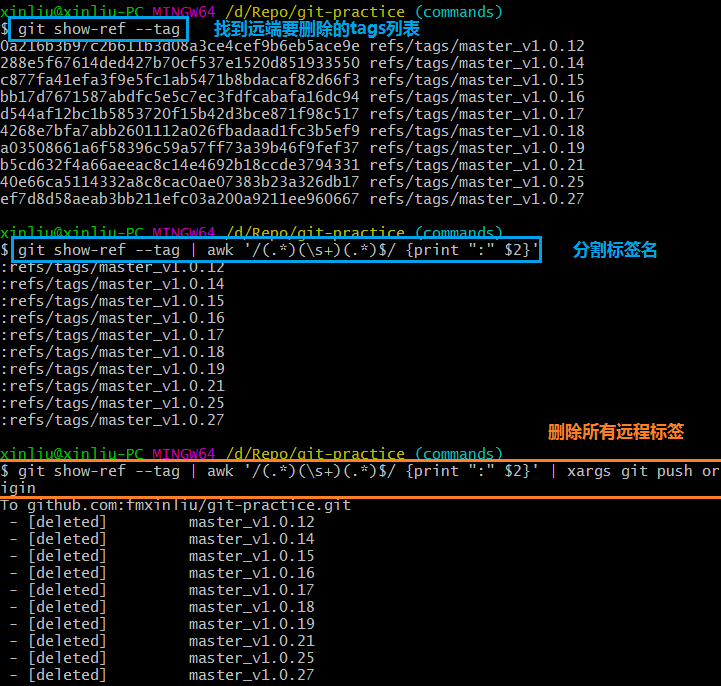 xinliu@xinliu-PC MINGW64 /d/Repo/git-practice (commands)
$ git show-ref --tag 找到远端要删除的tags列表
0a216b3b97c2b611b3d08a3ce4cef9b6eb5ace9e refs/tags/master_v1.0.12
288e5f67614ded427b70cf537e1520d851933550 refs/tags/master_v1.0.14
c877fa41efa3f9e5fc1ab5471b8bdacaf82d66f3 refs/tags/master_v1.0.15
bb17d7671587abdfc5e5c7ec3fdfcabafa16dc94 refs/tags/master_v1.0.16
d544af12bc1b5853720f15b42d3bce871f98c517 refs/tags/master_v1.0.17
4268e7bfa7abb2601112a026fbadaad1fc3b5ef9 refs/tags/master_v1.0.18
a03508661a6f58396c59a57ff73a39b46f9fef37 refs/tags/master_v1.0.19
b5cd632f4a66aeeac8c14e4692b18ccde3794331 refs/tags/master_v1.0.21
40e66ca5114332a8c8cac0ae07383b23a326db17 refs/tags/master_v1.0.25
ef7d8d58aeab3bb211efc03a200a9211ee960667 refs/tags/master_v1.0.27
xinliu@xinliu-PC MINGW64 /d/Repo/git-practice (commands)
$ git show-ref --tag | awk '/(.*)(\s+)(.*)$/ {print ":" $2}' 分割标签名
:refs/tags/master_v1.0.12
:refs/tags/master_v1.0.14
:refs/tags/master_v1.0.15
:refs/tags/master_v1.0.16
:refs/tags/master_v1.0.17
:refs/tags/master_v1.0.18
:refs/tags/master_v1.0.19
:refs/tags/master_v1.0.21
:refs/tags/master_v1.0.25
:refs/tags/master_v1.0.27
删除所有远程标签
xinliu@xinliu-PC MINGW64 /d/Repo/git-practice (commands)
$ git show-ref --tag | awk '/(.*)(\s+)(.*)$/ {print ":" $2}' | xargs git push or
igin
To github.com:fmxinliu/git-practice.git
 - [deleted]         master_v1.0.12
 - [deleted]         master_v1.0.14
 - [deleted]         master_v1.0.15
 - [deleted]         master_v1.0.16
 - [deleted]         master_v1.0.17
 - [deleted]         master_v1.0.18
 - [deleted]         master_v1.0.19
 - [deleted]         master_v1.0.21
 - [deleted]         master_v1.0.25
 - [deleted]         master_v1.0.27